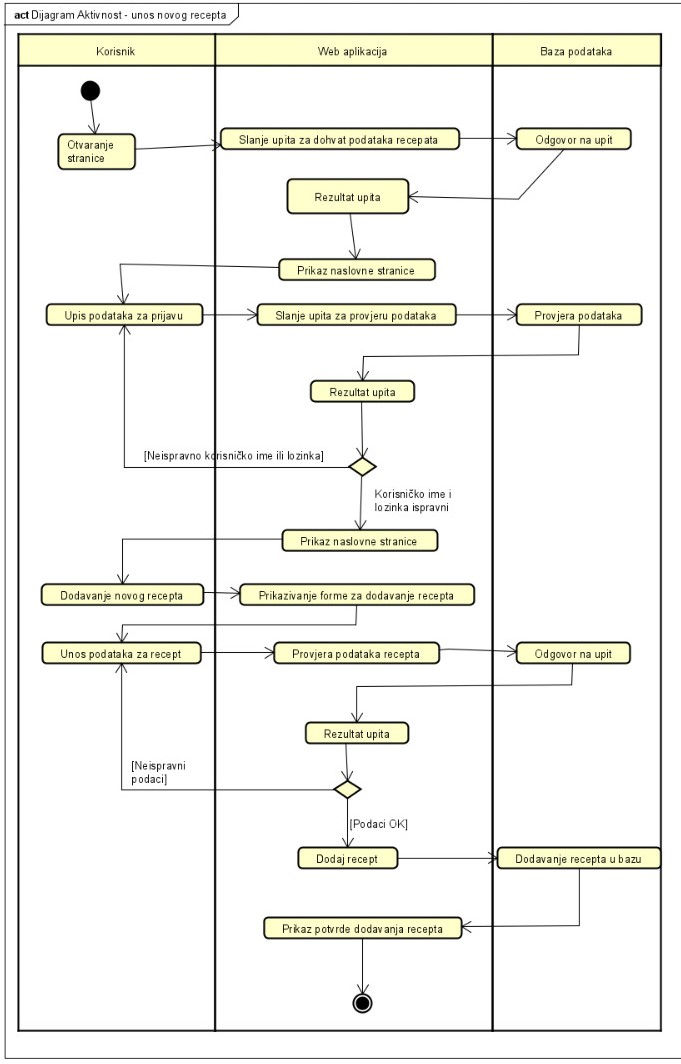 act Dijagram Aktivnost - unos novog recepta
Korisnik
Web aplikacija
Baza podataka
Otvaranje
stranice
Slanje upita za dohvat podataka recepata
Odgovor na upit
Rezultat upita
Prikaz naslovne stranice
Upis podataka za prijavu
Slanje upita za provjeru podataka
Provjera podataka
Rezultat upita
[Neispravno korisničko ime ili lozinka]
Korisničko ime i
lozinka ispravni
Prikaz naslovne stranice
Dodavanje novog recepta
Prikazivanje forme za dodavanje recepta
Unos podataka za recept
Provjera podataka recepta
Odgovor na upit
Rezultat upita
[Neispravni
podaci]
[Podaci OK]
Dodaj recept
Dodavanje recepta u bazu
Prikaz potvrde dodavanja recepta